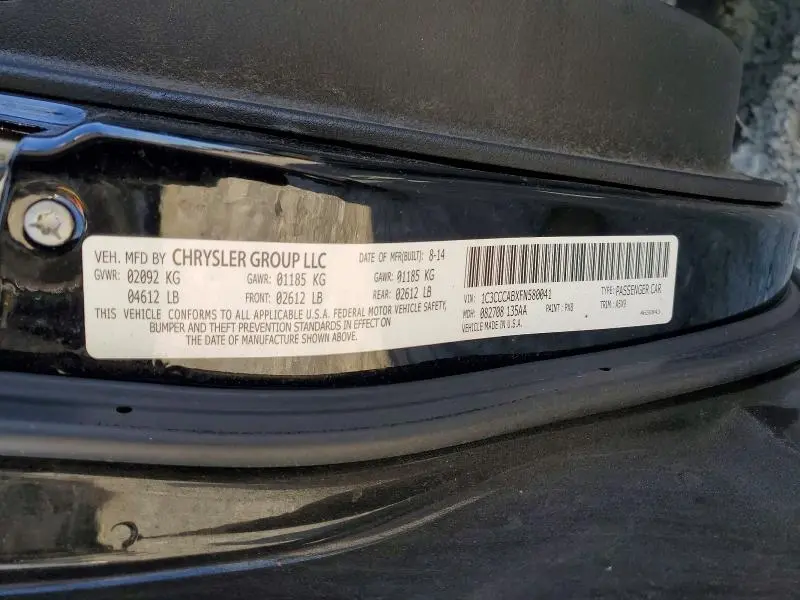 VEH. MFD BY CHRYSLER GROUP LLC DATE OF MFR(BUILT): 8-14
GVWR: 02092 KG GAWR: 01185 KG GAWR: 01185 KG
04612 LB FRONT: 02612 LB REAR: 02612 LB
THIS VEHICLE CONFORMS TO ALL APPLICABLE U.S.A. FEDERAL MOTOR VEHICLE SAFETY,
BUMPER AND THEFT PREVENTION STANDARDS IN EFFECT ON
THE DATE OF MANUFACTURE SHOWN ABOVE.
VIN: 1C3CCCABXFN580041 TYPE: PASSENGER CAR
MDH: 082708 135AA PAINT: PX8 TRIM: A5X9
VEHICLE MADE IN U.S.A.